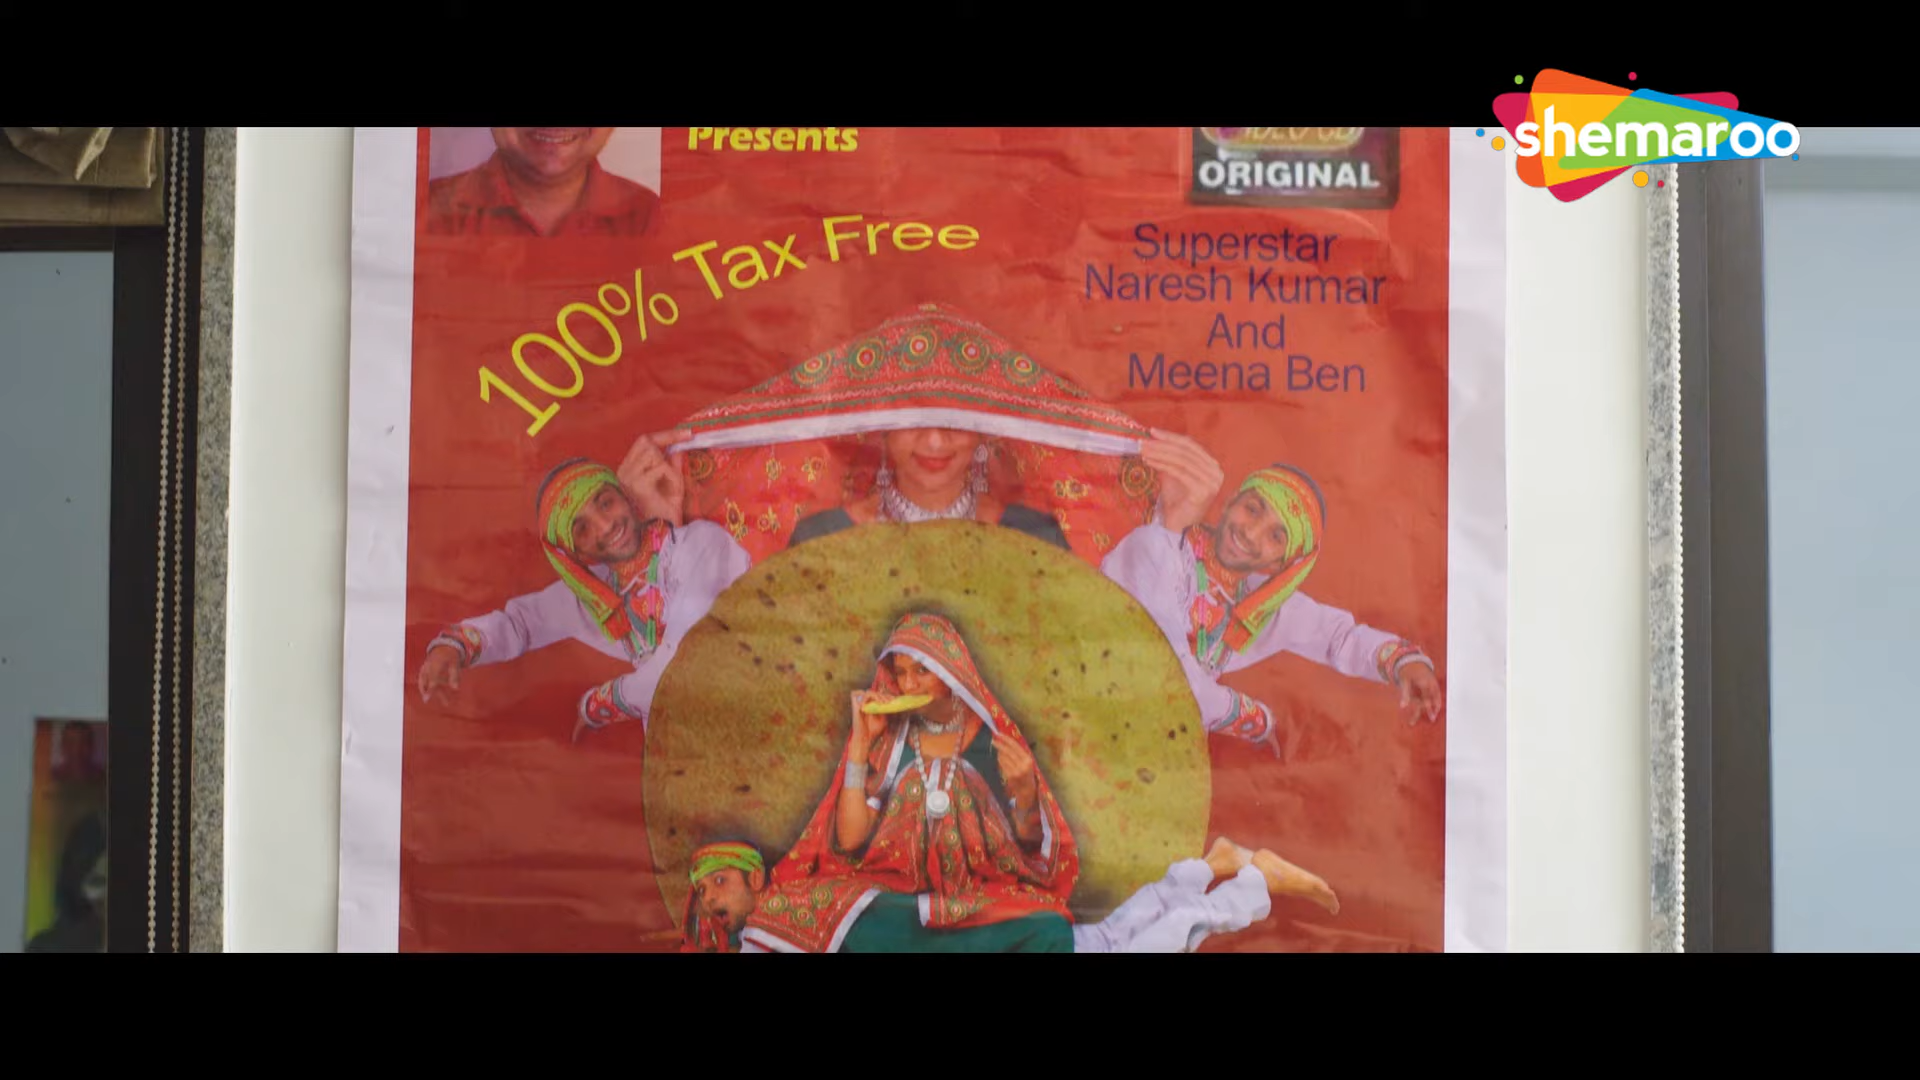 shemaroo
Presents
ORIGINAL
100% Tax Free
Superstar
Naresh Kumar
And
Meena Ben